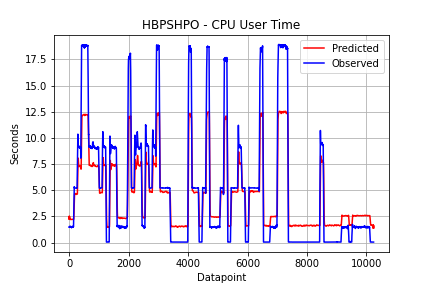 HBPSHPO - CPU User Time
Predicted
Observed
Seconds
17.5
15.0
12.5
10.0
7.5
5.0
2.5
0.0
0 2000 4000 6000 8000 10000
Datapoint